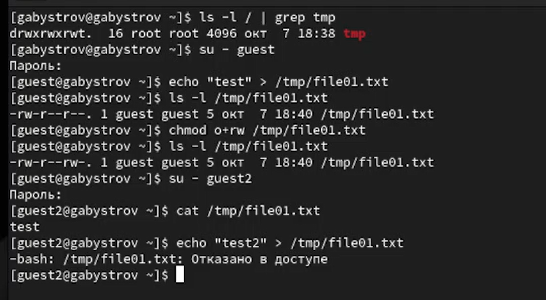 [gabystrov@gabystrov ~]$ ls -l / | grep tmp
drwxrwxrwt.  16 root root 4096 окт  7 18:38 tmp
[gabystrov@gabystrov ~]$ su - guest
Пароль:
[guest@gabystrov ~]$ echo "test" > /tmp/file01.txt
[guest@gabystrov ~]$ ls -l /tmp/file01.txt
-rw-r--r--. 1 guest guest 5 окт  7 18:40 /tmp/file01.txt
[guest@gabystrov ~]$ chmod o+rw /tmp/file01.txt
[guest@gabystrov ~]$ ls -l /tmp/file01.txt
-rw-r--rw-. 1 guest guest 5 окт  7 18:40 /tmp/file01.txt
[guest@gabystrov ~]$ su - guest2
Пароль:
[guest2@gabystrov ~]$ cat /tmp/file01.txt
test
[guest2@gabystrov ~]$ echo "test2" > /tmp/file01.txt
-bash: /tmp/file01.txt: Отказано в доступе
[guest2@gabystrov ~]$